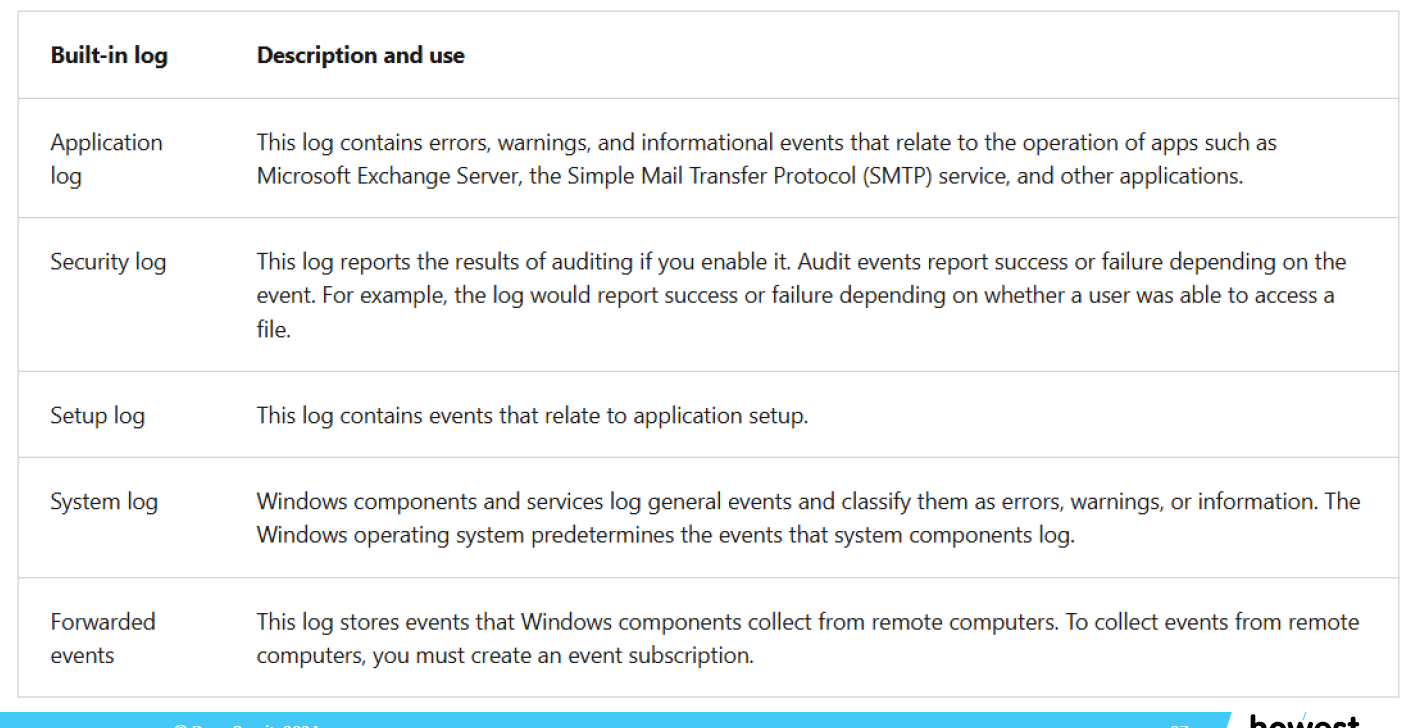 Built-in log
Description and use
Application
log
This log contains errors, warnings, and informational events that relate to the operation of apps such as
Microsoft Exchange Server, the Simple Mail Transfer Protocol (SMTP) service, and other applications.
Security log
This log reports the results of auditing if you enable it. Audit events report success or failure depending on the
event. For example, the log would report success or failure depending on whether a user was able to access a
file.
Setup log
This log contains events that relate to application setup.
System log
Windows components and services log general events and classify them as errors, warnings, or information. The
Windows operating system predetermines the events that system components log.
Forwarded
events
This log stores events that Windows components collect from remote computers. To collect events from remote
computers, you must create an event subscription.
howest